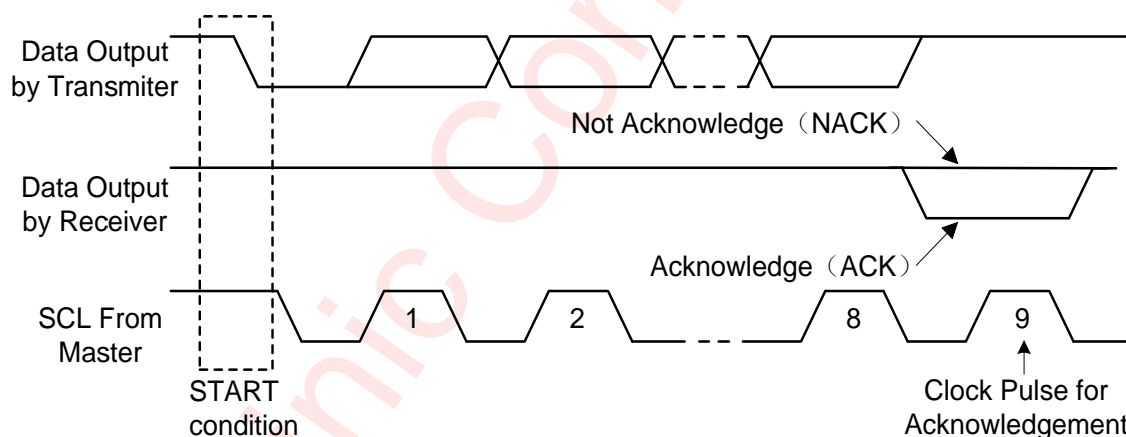 Data Output
by Transmiter
Not Acknowledge（NACK）
Data Output
by Receiver
Acknowledge（ACK）
SCL From
Master
1
2
8
9
START
condition
Clock Pulse for
Acknowledgement